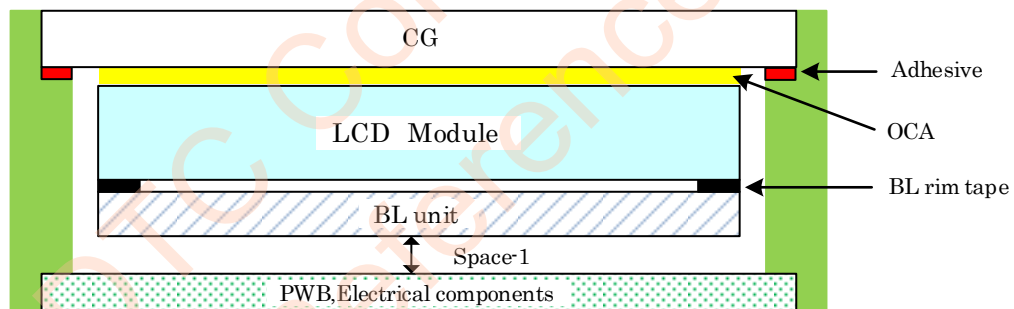 CG
Adhesive
OCA
LCD Module
BL rim tape
BL unit
Space-1
PWB,Electrical components